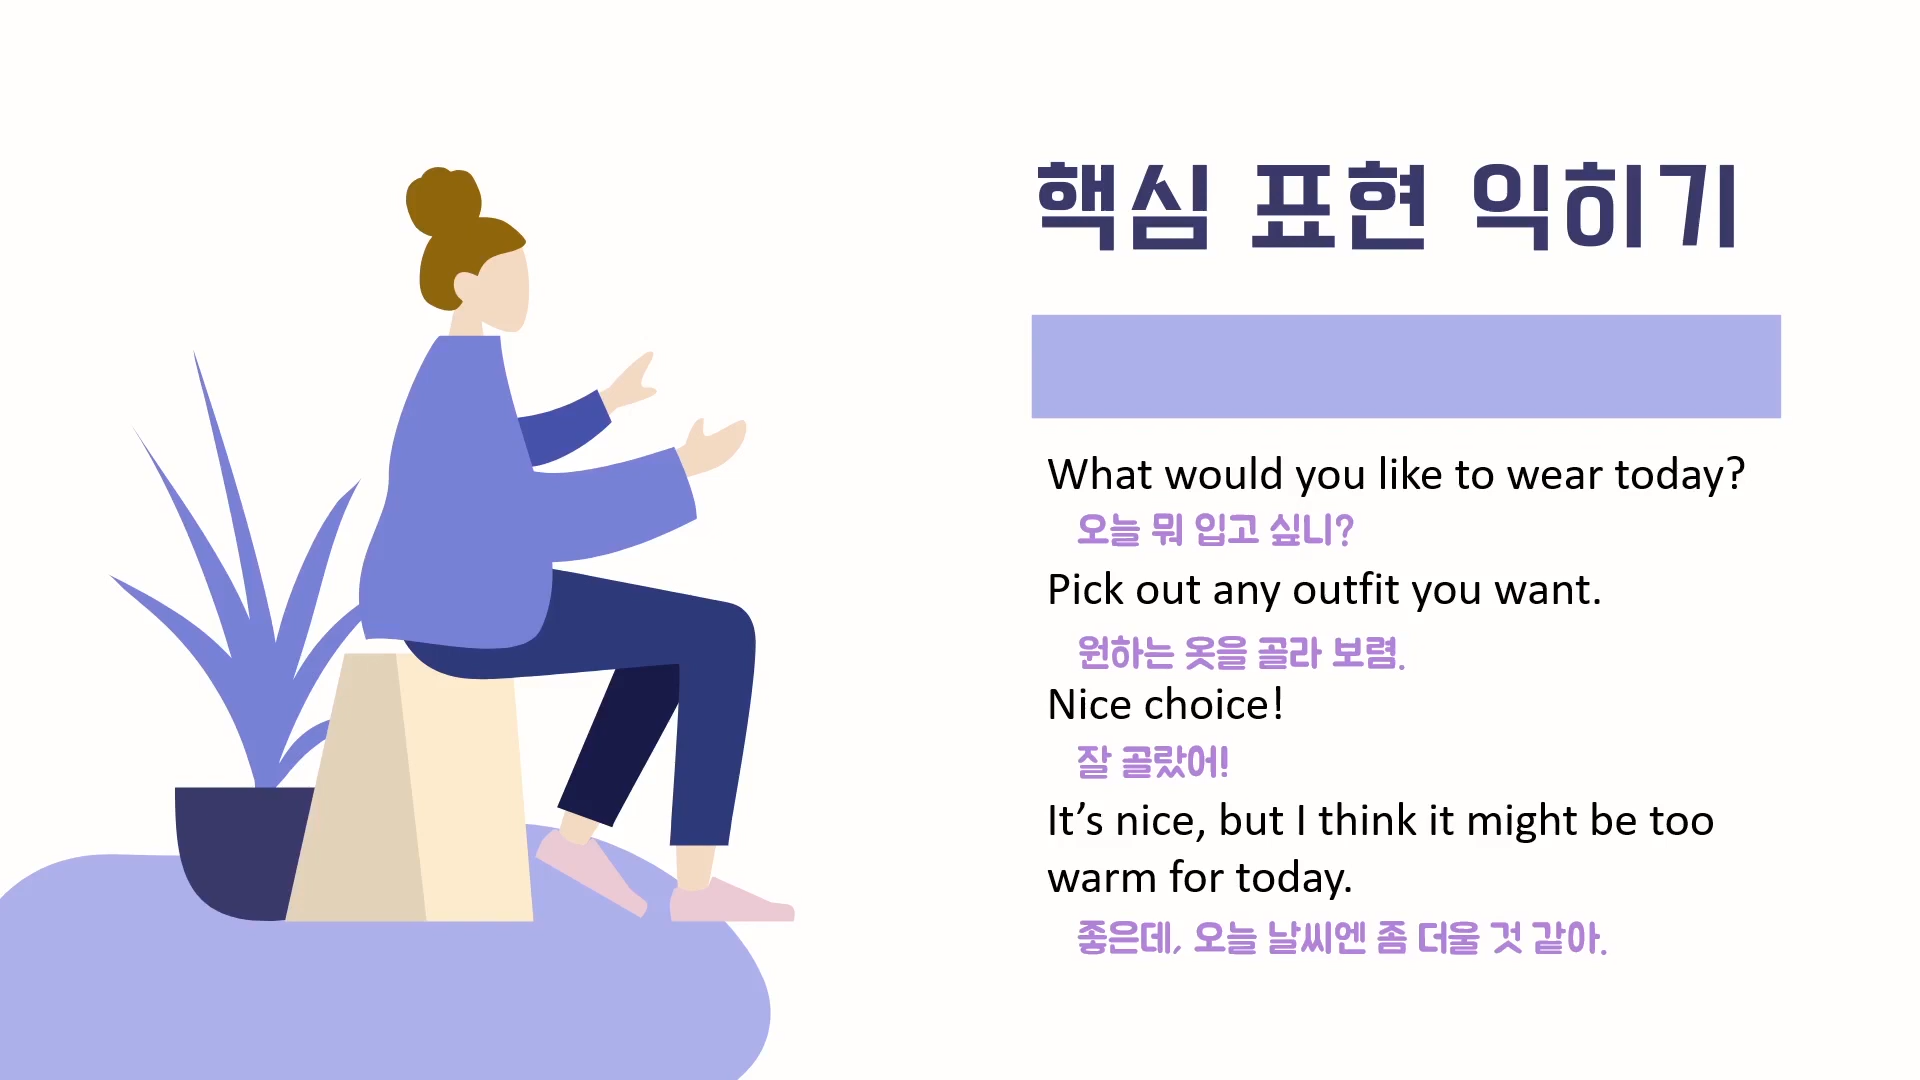 핵심 표현 익히기
What would you like to wear today?
오늘 뭐 입고 싶니?
Pick out any outfit you want.
원하는 옷을 골라 보렴.
Nice choice!
잘 골랐어!
It’s nice, but I think it might be too
warm for today.
좋은데, 오늘 날씨엔 좀 더울 것 같아.